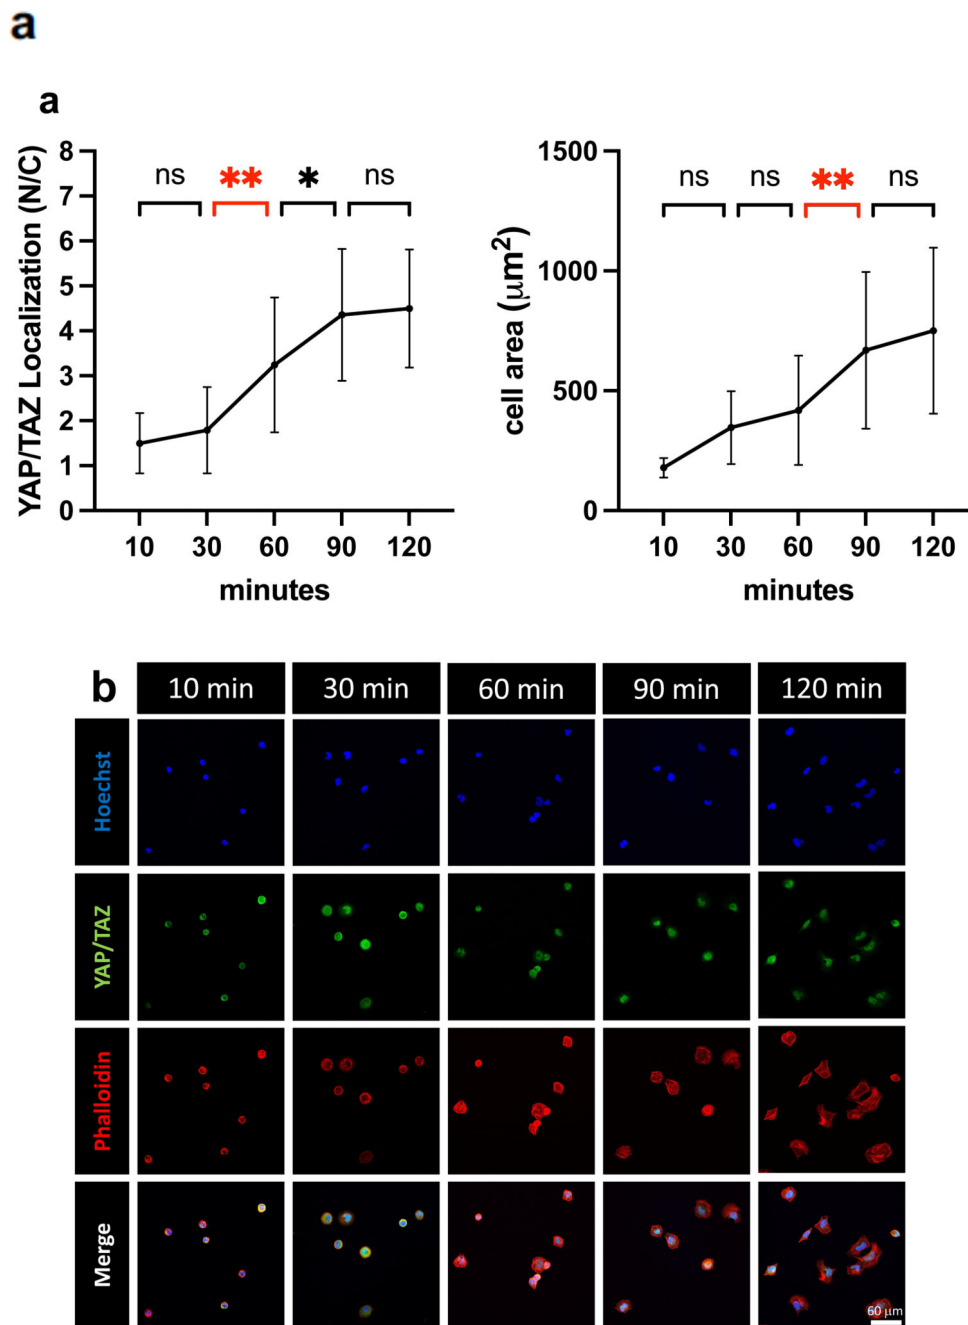 a
a
YAP/TAZ Localization (N/C)
8
7
6
5
4
3
2
1
0
ns
**
*
ns
10 30 60 90 120
minutes
cell area (μm²)
1500
1000
500
0
ns
ns
**
ns
10 30 60 90 120
minutes
b
10 min 30 min 60 min 90 min 120 min
Hoechst
YAP/TAZ
Phalloidin
Merge
60 μm